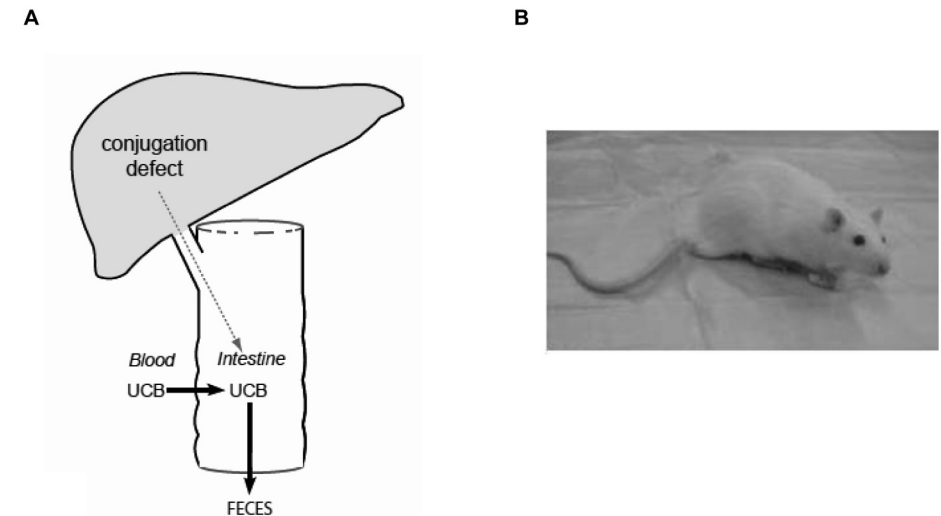 A
B
conjugation
defect
Blood
Intestine
UCB
UCB
FECES